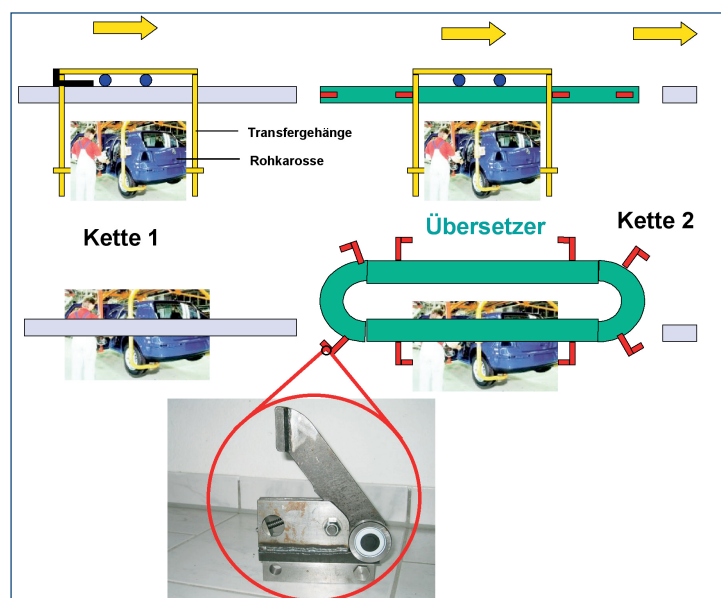 Transfergehänge
Rohkarosse
Kette 1
Übersetzer
Kette 2